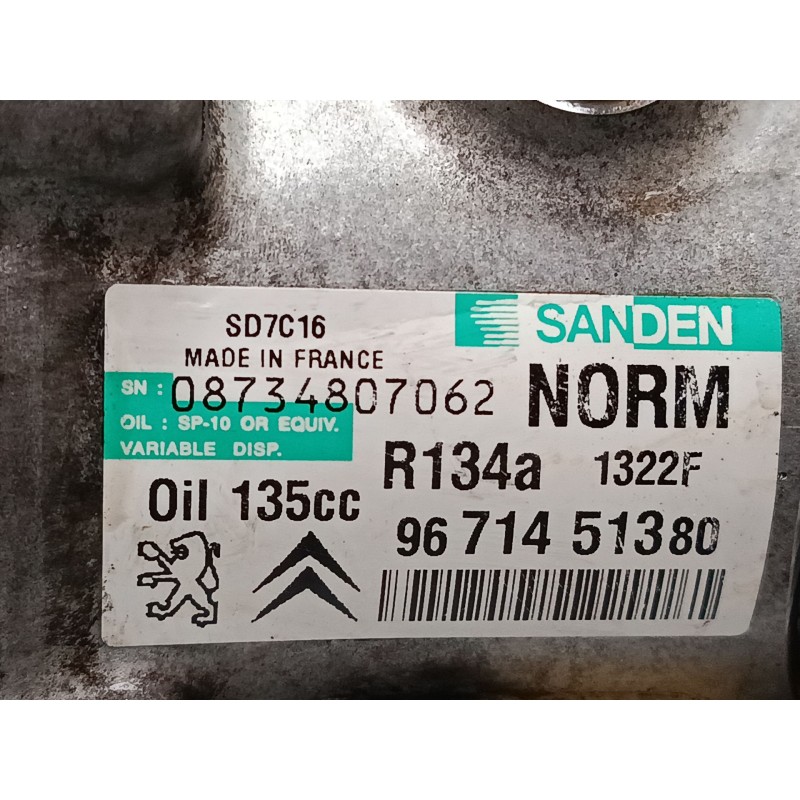 SD7C16
SANDEN
MADE IN FRANCE
SN : 08734807062
NORM
OIL : SP-10 OR EQUIV.
VARIABLE DISP.
R134a 1322F
Oil 135cc
96 714 513 80